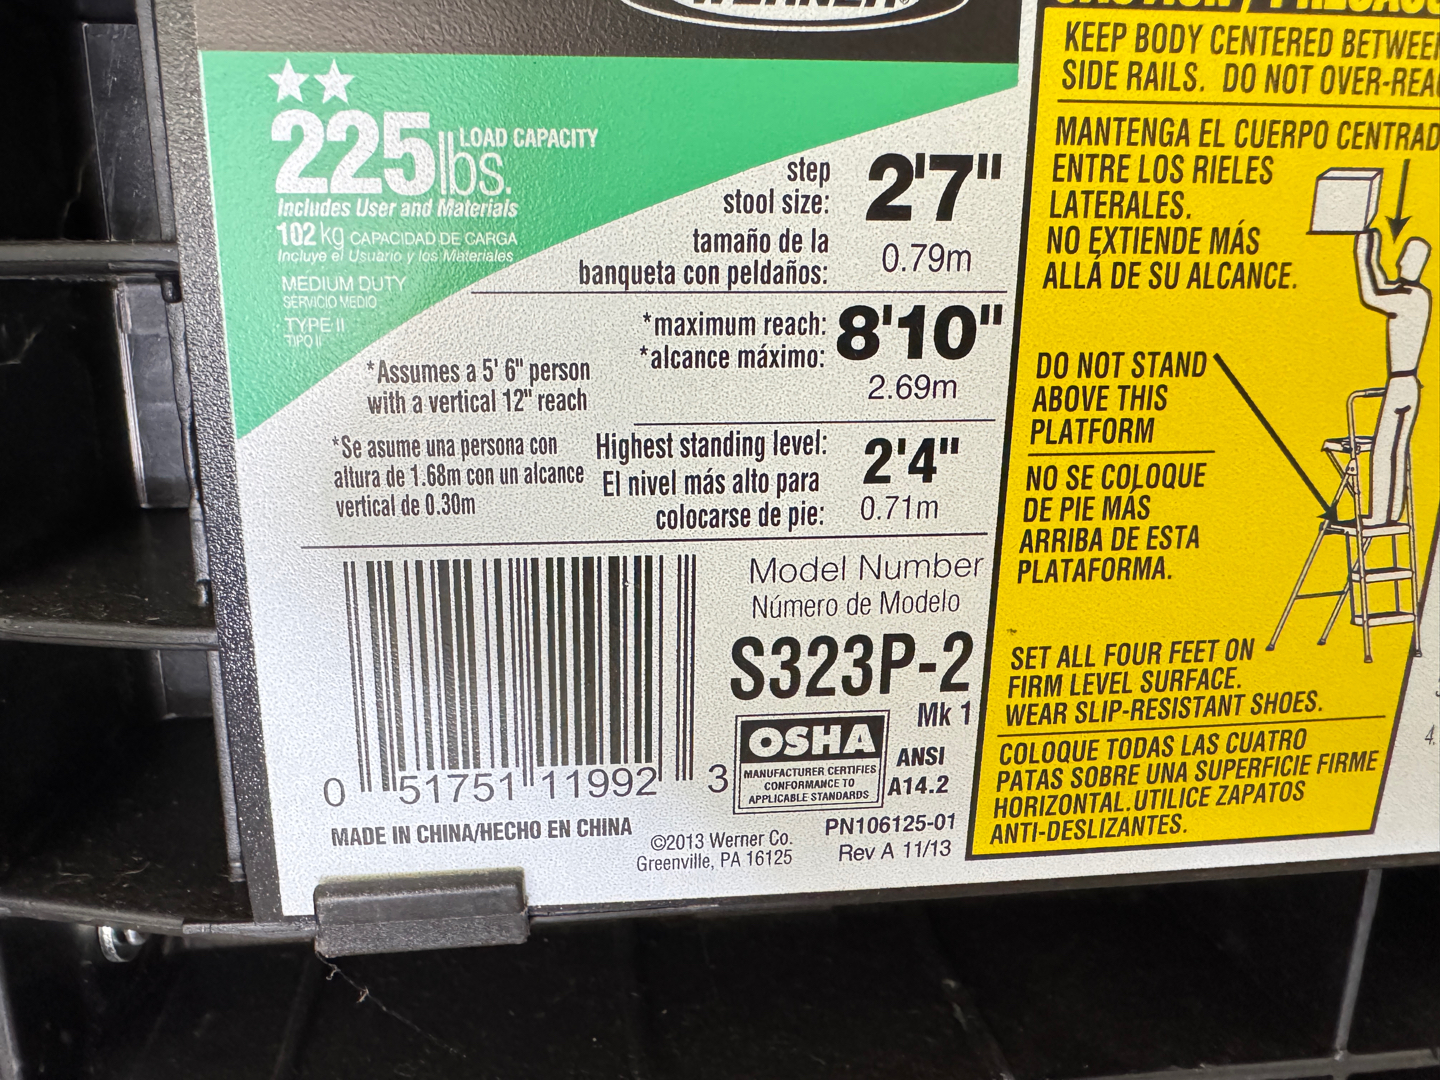 WERNER®
225 lbs. LOAD CAPACITY
Includes User and Materials
102 kg CAPACIDAD DE CARGA
Incluye el Usuario y los Materiales
MEDIUM DUTY
SERVICIO MEDIO
TYPE II
TIPO II
step
stool size: 2'7"
tamaño de la
banqueta con peldaños: 0.79m
*maximum reach: 8'10"
*alcance máximo: 2.69m
*Assumes a 5' 6" person
with a vertical 12" reach
*Se asume una persona con
altura de 1.68m con un alcance
vertical de 0.30m
Highest standing level: 2'4"
El nivel más alto para
colocarse de pie: 0.71m
Model Number
Número de Modelo
S323P-2
Mk 1
OSHA
MANUFACTURER CERTIFIES
CONFORMANCE TO
APPLICABLE STANDARDS
ANSI
A14.2
0 51751 11992 3
MADE IN CHINA/HECHO EN CHINA
©2013 Werner Co.
Greenville, PA 16125
PN106125-01
Rev A 11/13
KEEP BODY CENTERED BETWEEN
SIDE RAILS. DO NOT OVER-REA
MANTENGA EL CUERPO CENTRAD
ENTRE LOS RIELES
LATERALES.
NO EXTIENDE MÁS
ALLÁ DE SU ALCANCE.
DO NOT STAND
ABOVE THIS
PLATFORM
NO SE COLOQUE
DE PIE MÁS
ARRIBA DE ESTA
PLATAFORMA.
SET ALL FOUR FEET ON
FIRM LEVEL SURFACE.
WEAR SLIP-RESISTANT SHOES.
COLOQUE TODAS LAS CUATRO
PATAS SOBRE UNA SUPERFICIE FIRME
HORIZONTAL. UTILICE ZAPATOS
ANTI-DESLIZANTES.
4.